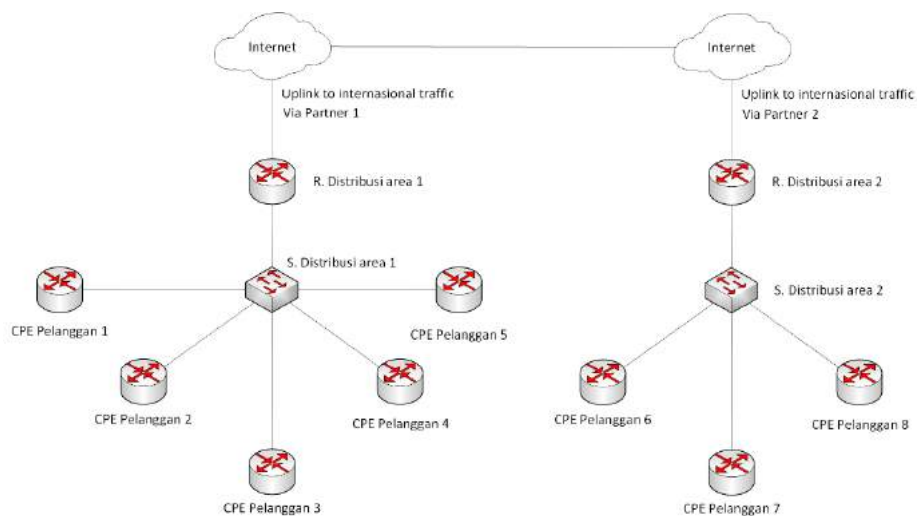 Internet
Internet
Uplink to internasional traffic
Via Partner 1
Uplink to internasional traffic
Via Partner 2
R. Distribusi area 1
R. Distribusi area 2
S. Distribusi area 1
S. Distribusi area 2
CPE Pelanggan 1
CPE Pelanggan 5
CPE Pelanggan 2
CPE Pelanggan 4
CPE Pelanggan 6
CPE Pelanggan 8
CPE Pelanggan 3
CPE Pelanggan 7